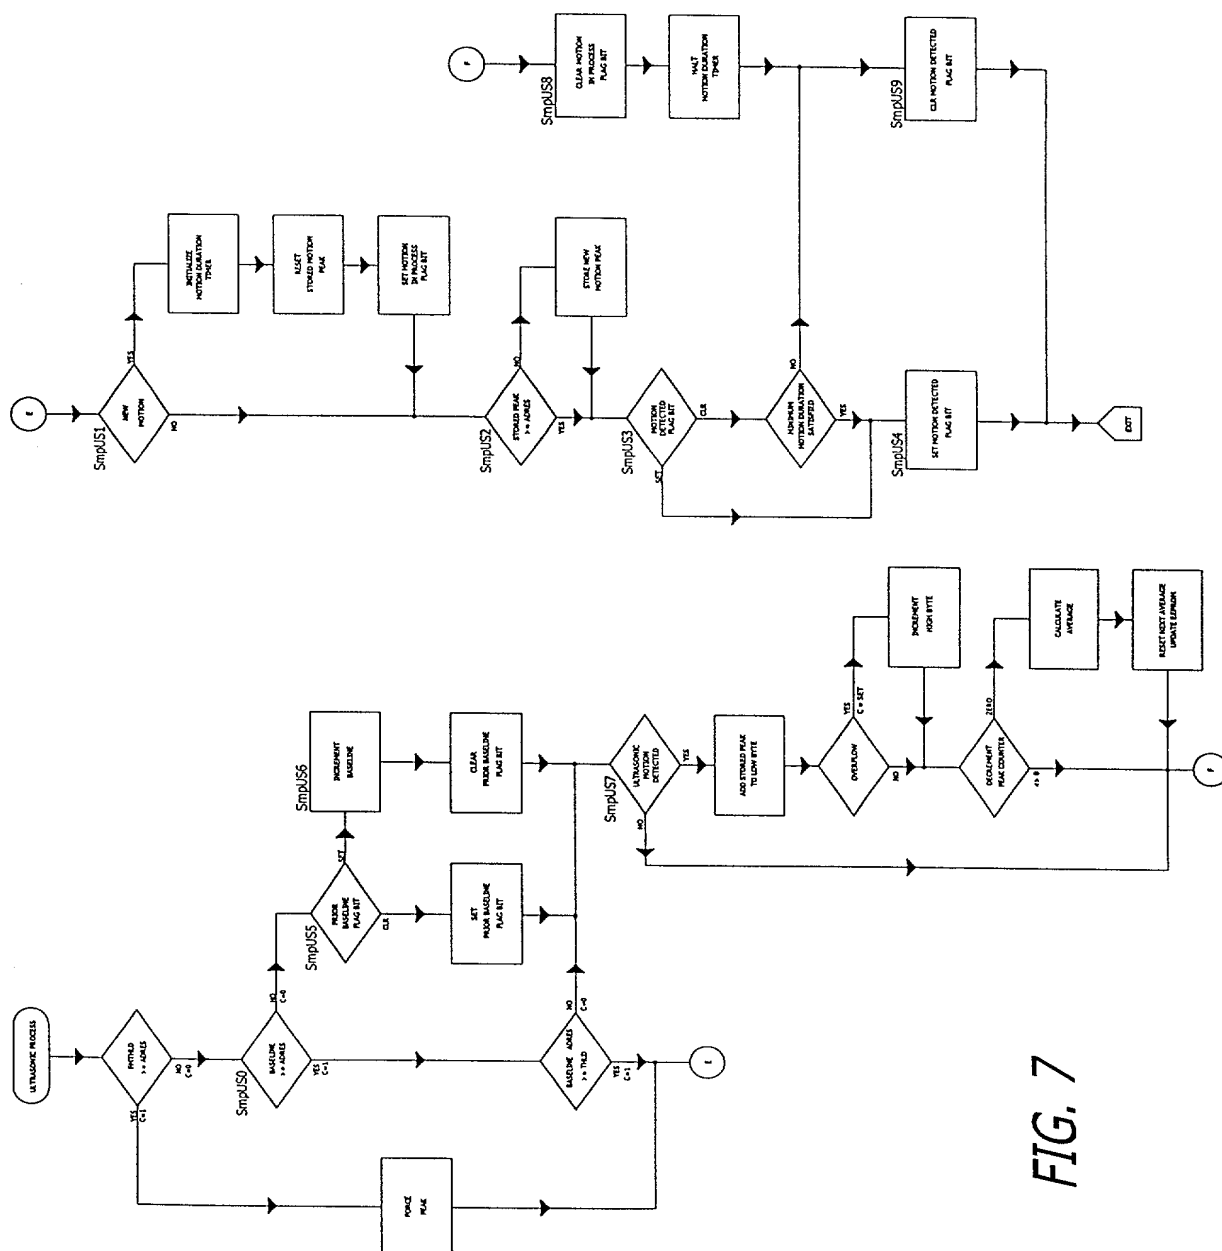 ULTRASONIC PROCESS
>= ADRES
YES
C=1
NO
C=0
FORCE
PEAK
SmpUS0
BASELINE
>= ADRES
NO
C=0
YES
C=1
SmpUS5
PRIOR
BASELINE
FLAG BIT
SET
CLR
SmpUS6
INCREMENT
BASELINE
CLEAR
PRIOR BASELINE
FLAG BIT
SET
PRIOR BASELINE
FLAG BIT
BASELINE ADRES
>= THLD
NO
C=0
YES
C=1
E
SmpUS7
ULTRASONIC
MOTION
DETECTED
NO
YES
ADD STORED PEAK
TO LOW BYTE
OVERFLOW
YES
C = SET
NO
INCREMENT
HIGH BYTE
DECREMENT
PEAK COUNTER
ZERO
<> 0
CALCULATE
AVERAGE
RESET NEXT AVERAGE
UPDATE EEPROM
F
E
SmpUS1
NEW
MOTION
YES
NO
INITIALIZE
MOTION DURATION
TIMER
RESET
STORED MOTION
PEAK
SET MOTION
IN PROCESS
FLAG BIT
SmpUS2
STORED PEAK
>= ADRES
NO
YES
STORE NEW
MOTION PEAK
SmpUS3
MOTION
DETECTED
FLAG BIT
SET
CLR
MINIMUM
MOTION DURATION
SATISFIED
NO
YES
SmpUS4
SET MOTION DETECTED
FLAG BIT
EXIT
F
SmpUS8
CLEAR MOTION
IN PROCESS
FLAG BIT
HALT
MOTION DURATION
TIMER
SmpUS9
CLR MOTION DETECTED
FLAG BIT
FIG. 7